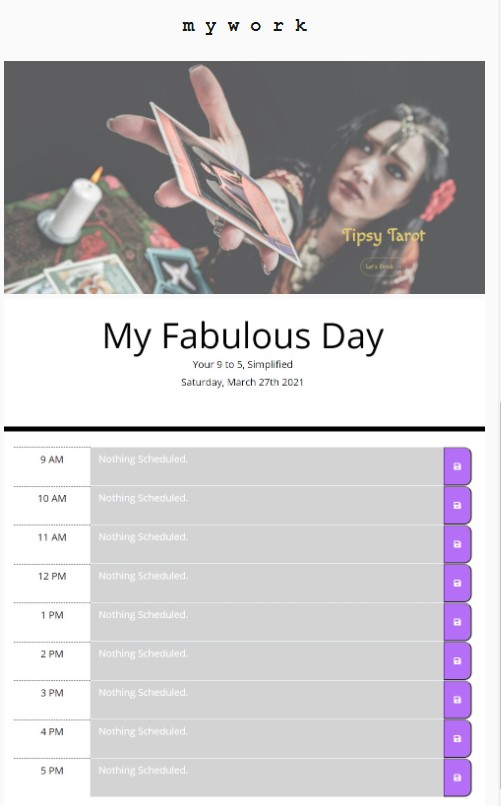 mywork
Tipsy Tarot
Let's Drink
My Fabulous Day
Your 9 to 5, Simplified
Saturday, March 27th 2021
9 AM Nothing Scheduled.
10 AM Nothing Scheduled.
11 AM Nothing Scheduled.
12 PM Nothing Scheduled.
1 PM Nothing Scheduled.
2 PM Nothing Scheduled.
3 PM Nothing Scheduled.
4 PM Nothing Scheduled.
5 PM Nothing Scheduled.